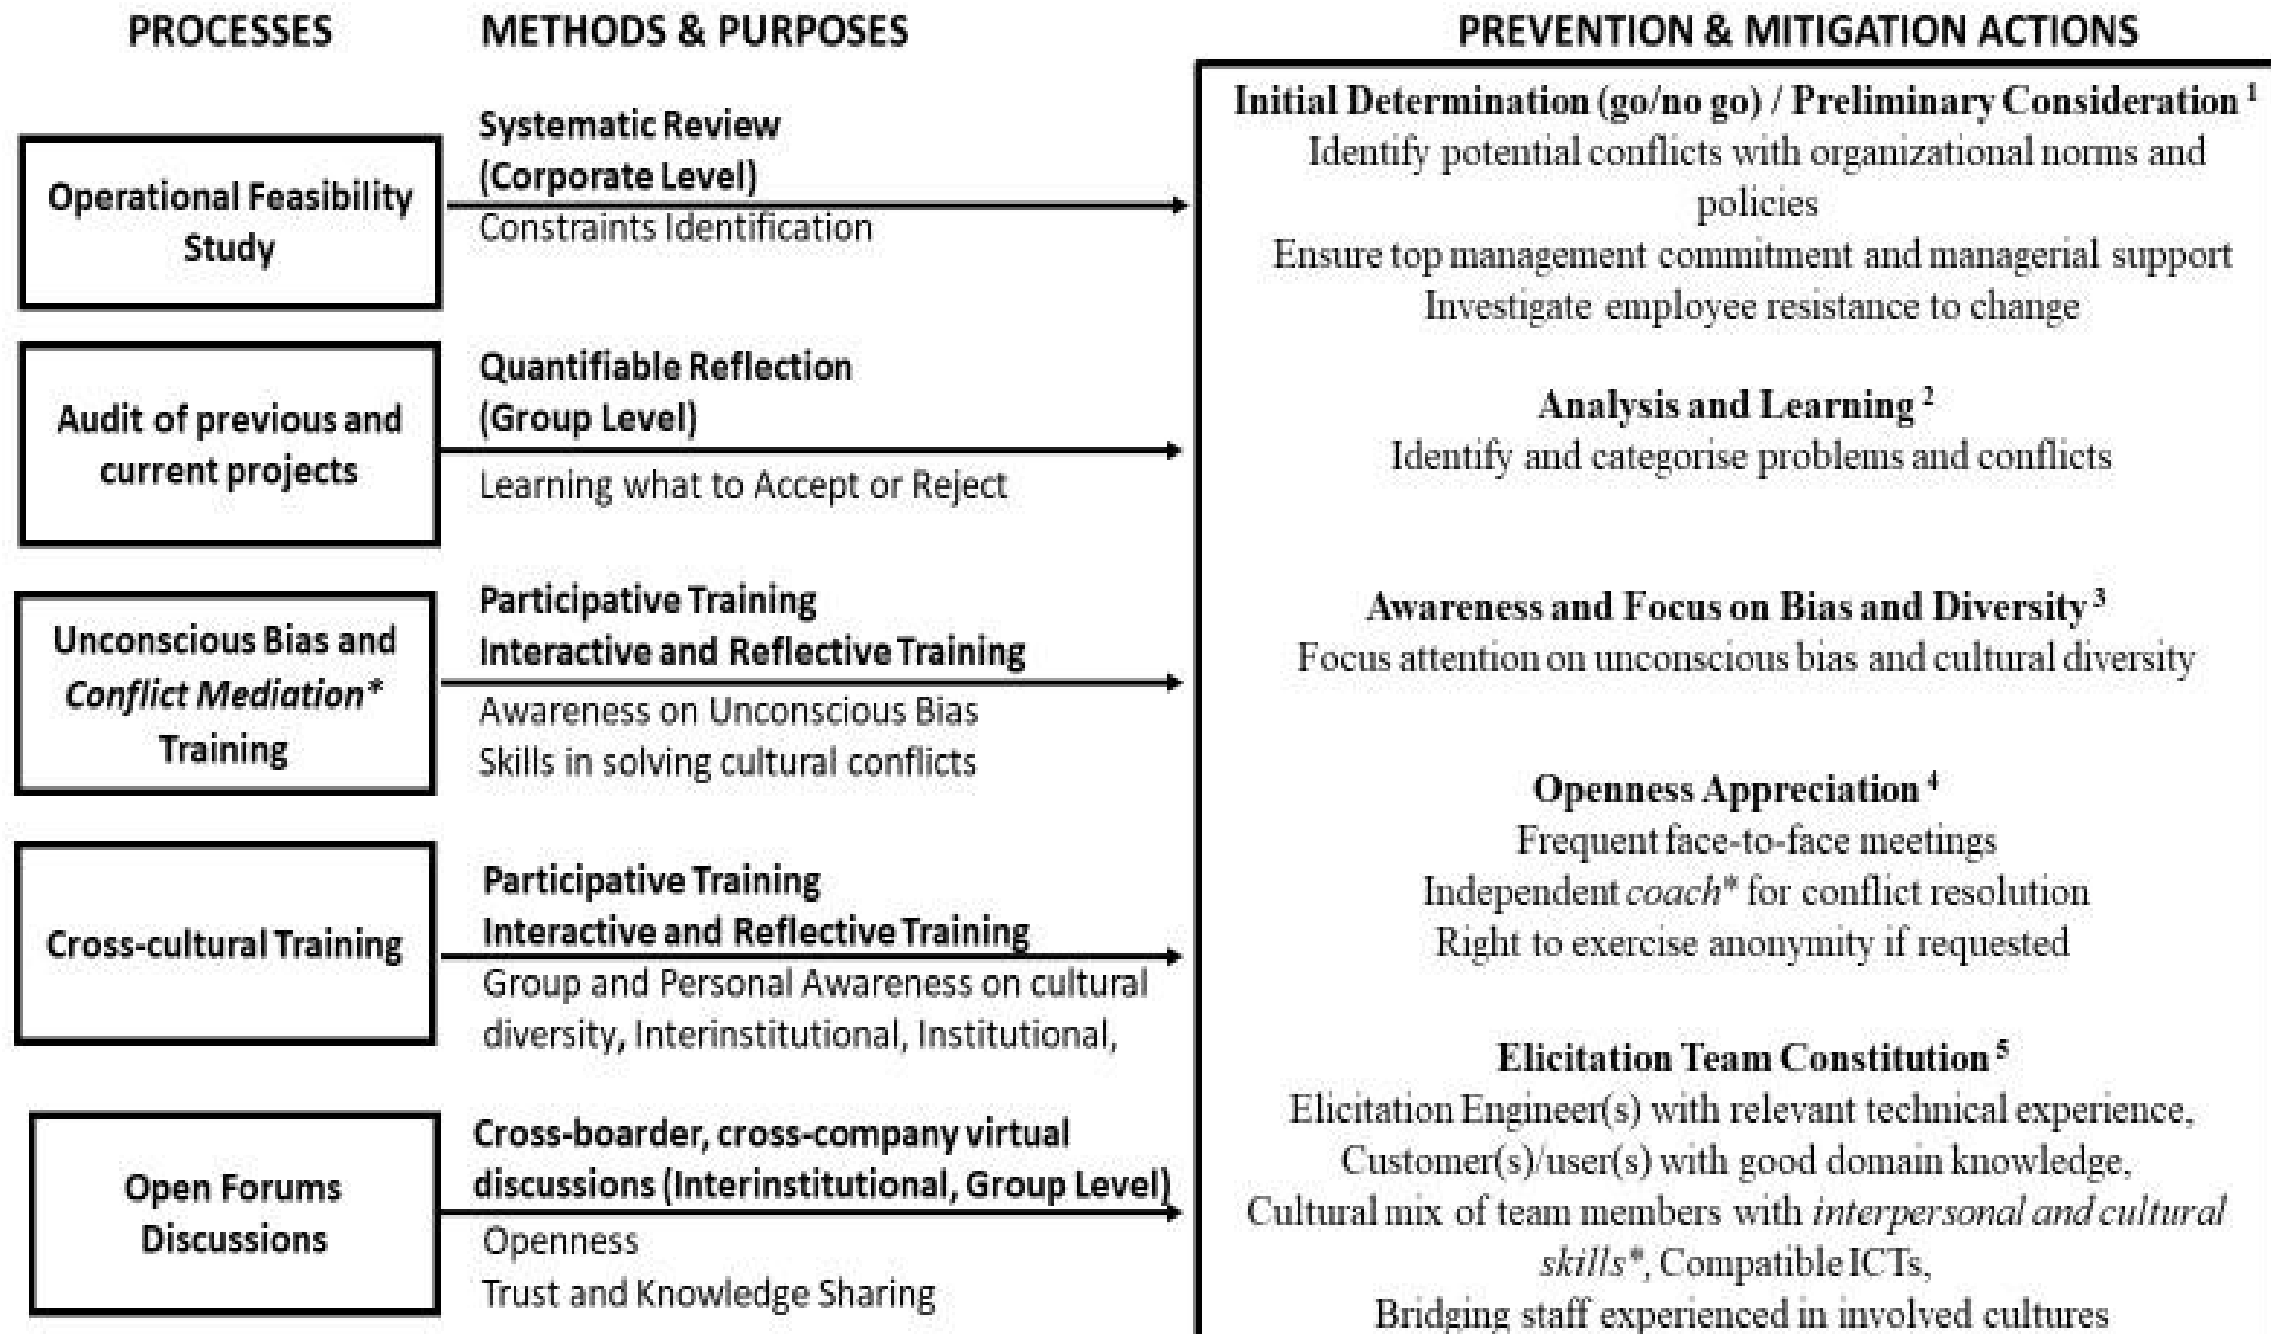 PROCESSES
METHODS & PURPOSES
PREVENTION & MITIGATION ACTIONS
Operational Feasibility
Study
Systematic Review
(Corporate Level)
Constraints Identification
Initial Determination (go/no go) / Preliminary Consideration 1
Identify potential conflicts with organizational norms and
policies
Ensure top management commitment and managerial support
Investigate employee resistance to change
Audit of previous and
current projects
Quantifiable Reflection
(Group Level)
Learning what to Accept or Reject
Analysis and Learning 2
Identify and categorise problems and conflicts
Unconscious Bias and
Conflict Mediation*
Training
Participative Training
Interactive and Reflective Training
Awareness on Unconscious Bias
Skills in solving cultural conflicts
Awareness and Focus on Bias and Diversity 3
Focus attention on unconscious bias and cultural diversity
Cross-cultural Training
Participative Training
Interactive and Reflective Training
Group and Personal Awareness on cultural
diversity, Interinstitutional, Institutional,
Openness Appreciation 4
Frequent face-to-face meetings
Independent coach* for conflict resolution
Right to exercise anonymity if requested
Open Forums
Discussions
Cross-boarder, cross-company virtual
discussions (Interinstitutional, Group Level)
Openness
Trust and Knowledge Sharing
Elicitation Team Constitution 5
Elicitation Engineer(s) with relevant technical experience,
Customer(s)/user(s) with good domain knowledge,
Cultural mix of team members with interpersonal and cultural
skills*, Compatible ICTs,
Bridging staff experienced in involved cultures